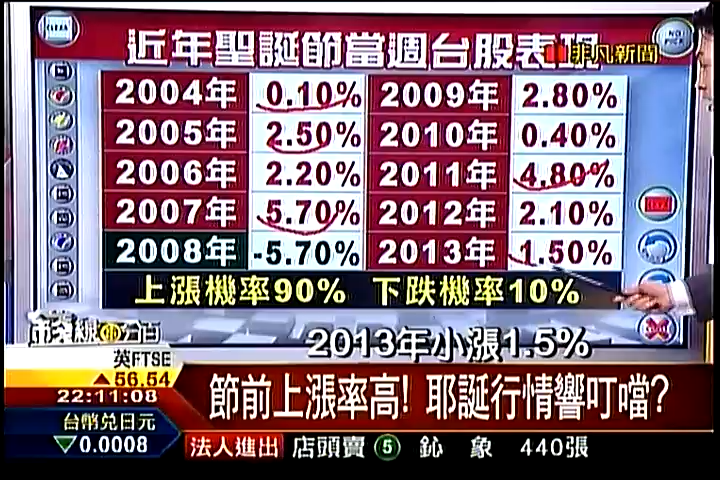 近年聖誕節當週台股表現
非凡新聞
2004年 0.10% 2009年 2.80%
2005年 2.50% 2010年 0.40%
2006年 2.20% 2011年 4.80%
2007年 5.70% 2012年 2.10%
2008年 -5.70% 2013年 1.50%
上漲機率90% 下跌機率10%
2013年小漲1.5%
英FTSE
▲56.54
22:11:08
節前上漲率高! 耶誕行情響叮噹?
台幣兌日元
▽0.0008
法人進出 店頭賣 5 鈊象 440張